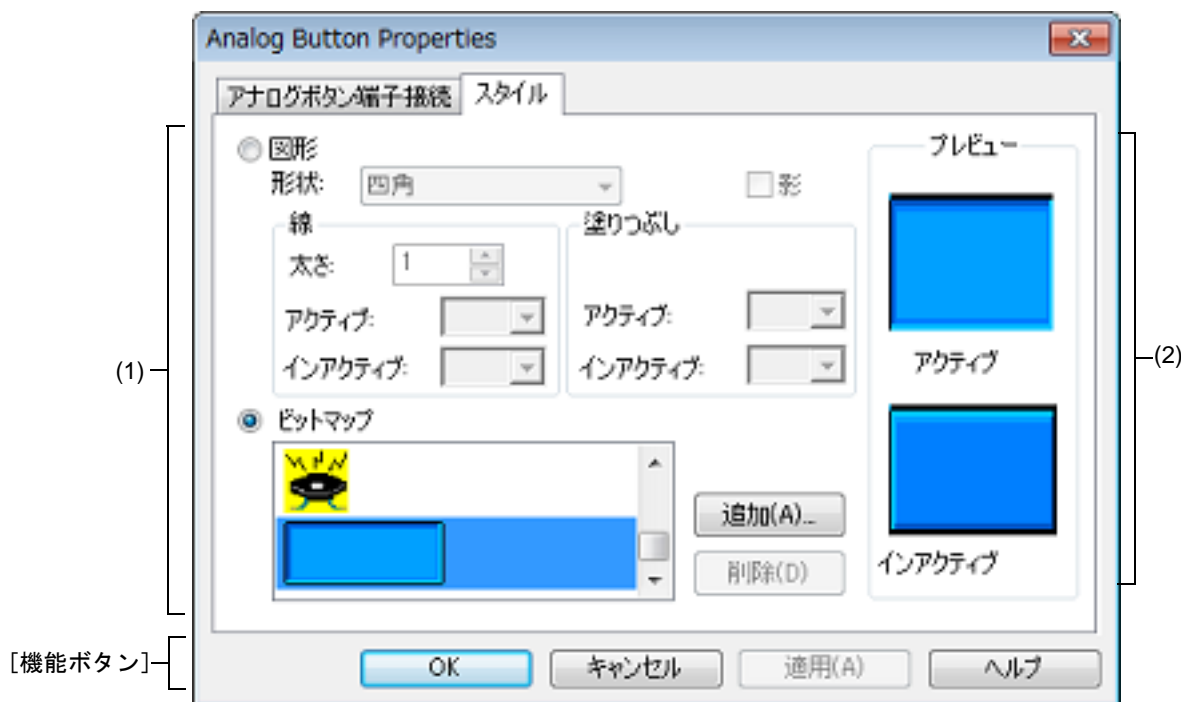 Analog Button Properties
アナログボタン端子接続
スタイル
図形
形状:
四角
影
線
太さ:
1
アクティブ:
インアクティブ:
塗りつぶし
アクティブ:
インアクティブ:
ビットマップ
追加(A)...
削除(D)
プレビュー
アクティブ
インアクティブ
(1)
(2)
[機能ボタン]
OK
キャンセル
適用(A)
ヘルプ